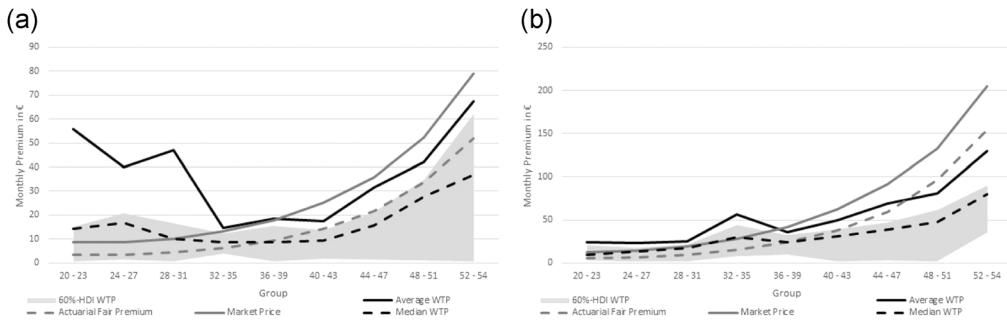 (a)
Monthly Premium in €
90
80
70
60
50
40
30
20
10
0
20 - 23 24 - 27 28 - 31 32 - 35 36 - 39 40 - 43 44 - 47 48 - 51 52 - 54
Group
60%-HDI WTP Average WTP
Actuarial Fair Premium Market Price Median WTP
(b)
Monthly Premium in €
250
200
150
100
50
0
20 - 23 24 - 27 28 - 31 32 - 35 36 - 39 40 - 43 44 - 47 48 - 51 52 - 54
Group
60%-HDI WTP Average WTP
Actuarial Fair Premium Market Price Median WTP